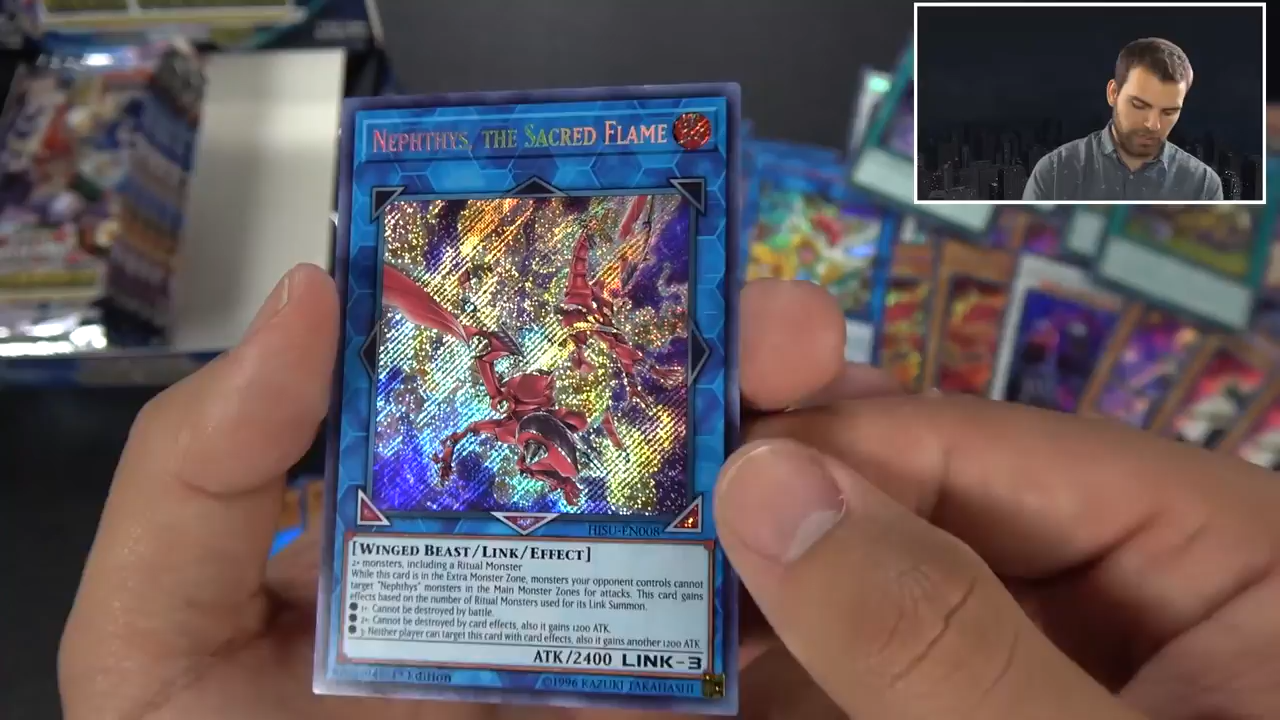 NEPHTHYS, THE SACRED FLAME
HISU-EN008
[WINGED BEAST/LINK/EFFECT]
2+ monsters, including a Ritual Monster
While this card is in the Extra Monster Zone, monsters your opponent controls cannot
target "Nephthys" monsters in the Main Monster Zones for attacks. This card gains
effects based on the number of Ritual Monsters used for its Link Summon.
● 1+: Cannot be destroyed by battle.
● 2+: Cannot be destroyed by card effects, also it gains 1200 ATK.
● 3: Neither player can target this card with card effects, also it gains another 1200 ATK.
ATK/2400 LINK-3
1st Edition
©1996 KAZUKI TAKAHASHI